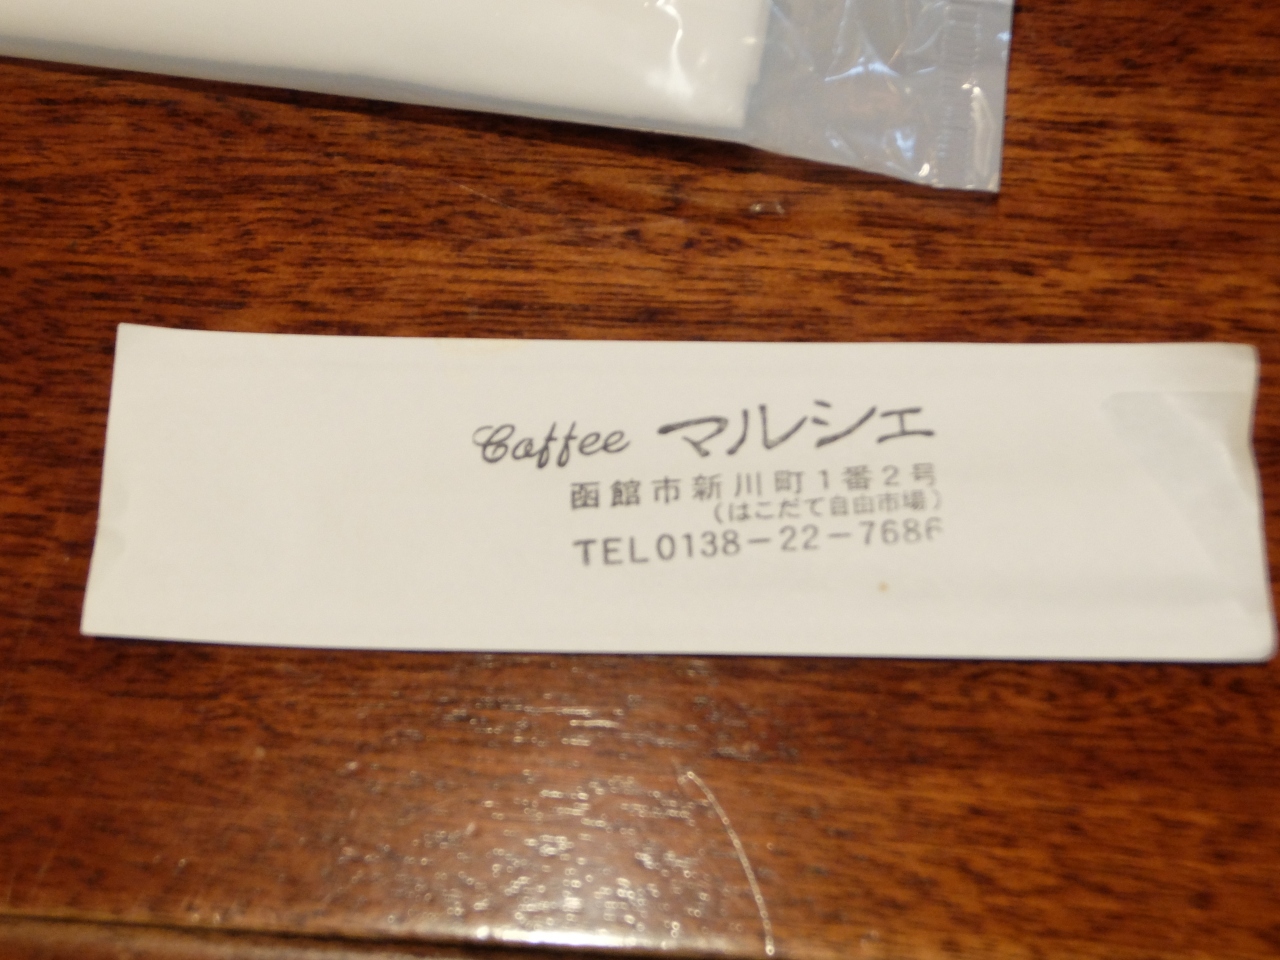 Coffee マルシェ
函館市新川町1番2号
(はこだて自由市場)
TEL0138-22-7686